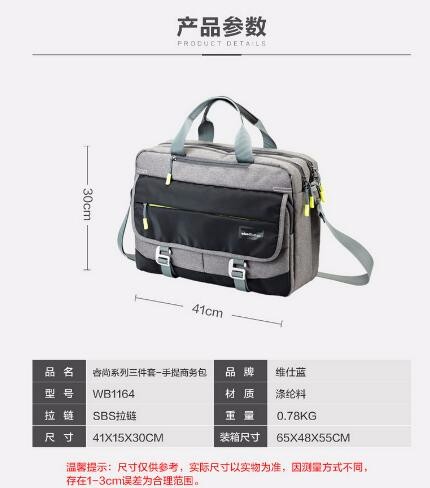 产品参数
PRODUCT DETAILS
30cm
41cm
品 名 睿尚系列三件套-手提商务包 品 牌 维仕蓝
型 号 WB1164 材 质 涤纶料
拉 链 SBS拉链 重 量 0.78KG
尺 寸 41X15X30CM 装箱尺寸 65X48X55CM
温馨提示：尺寸仅供参考，实际尺寸以实物为准，因测量方式不同，
存在1-3cm误差为合理范围。